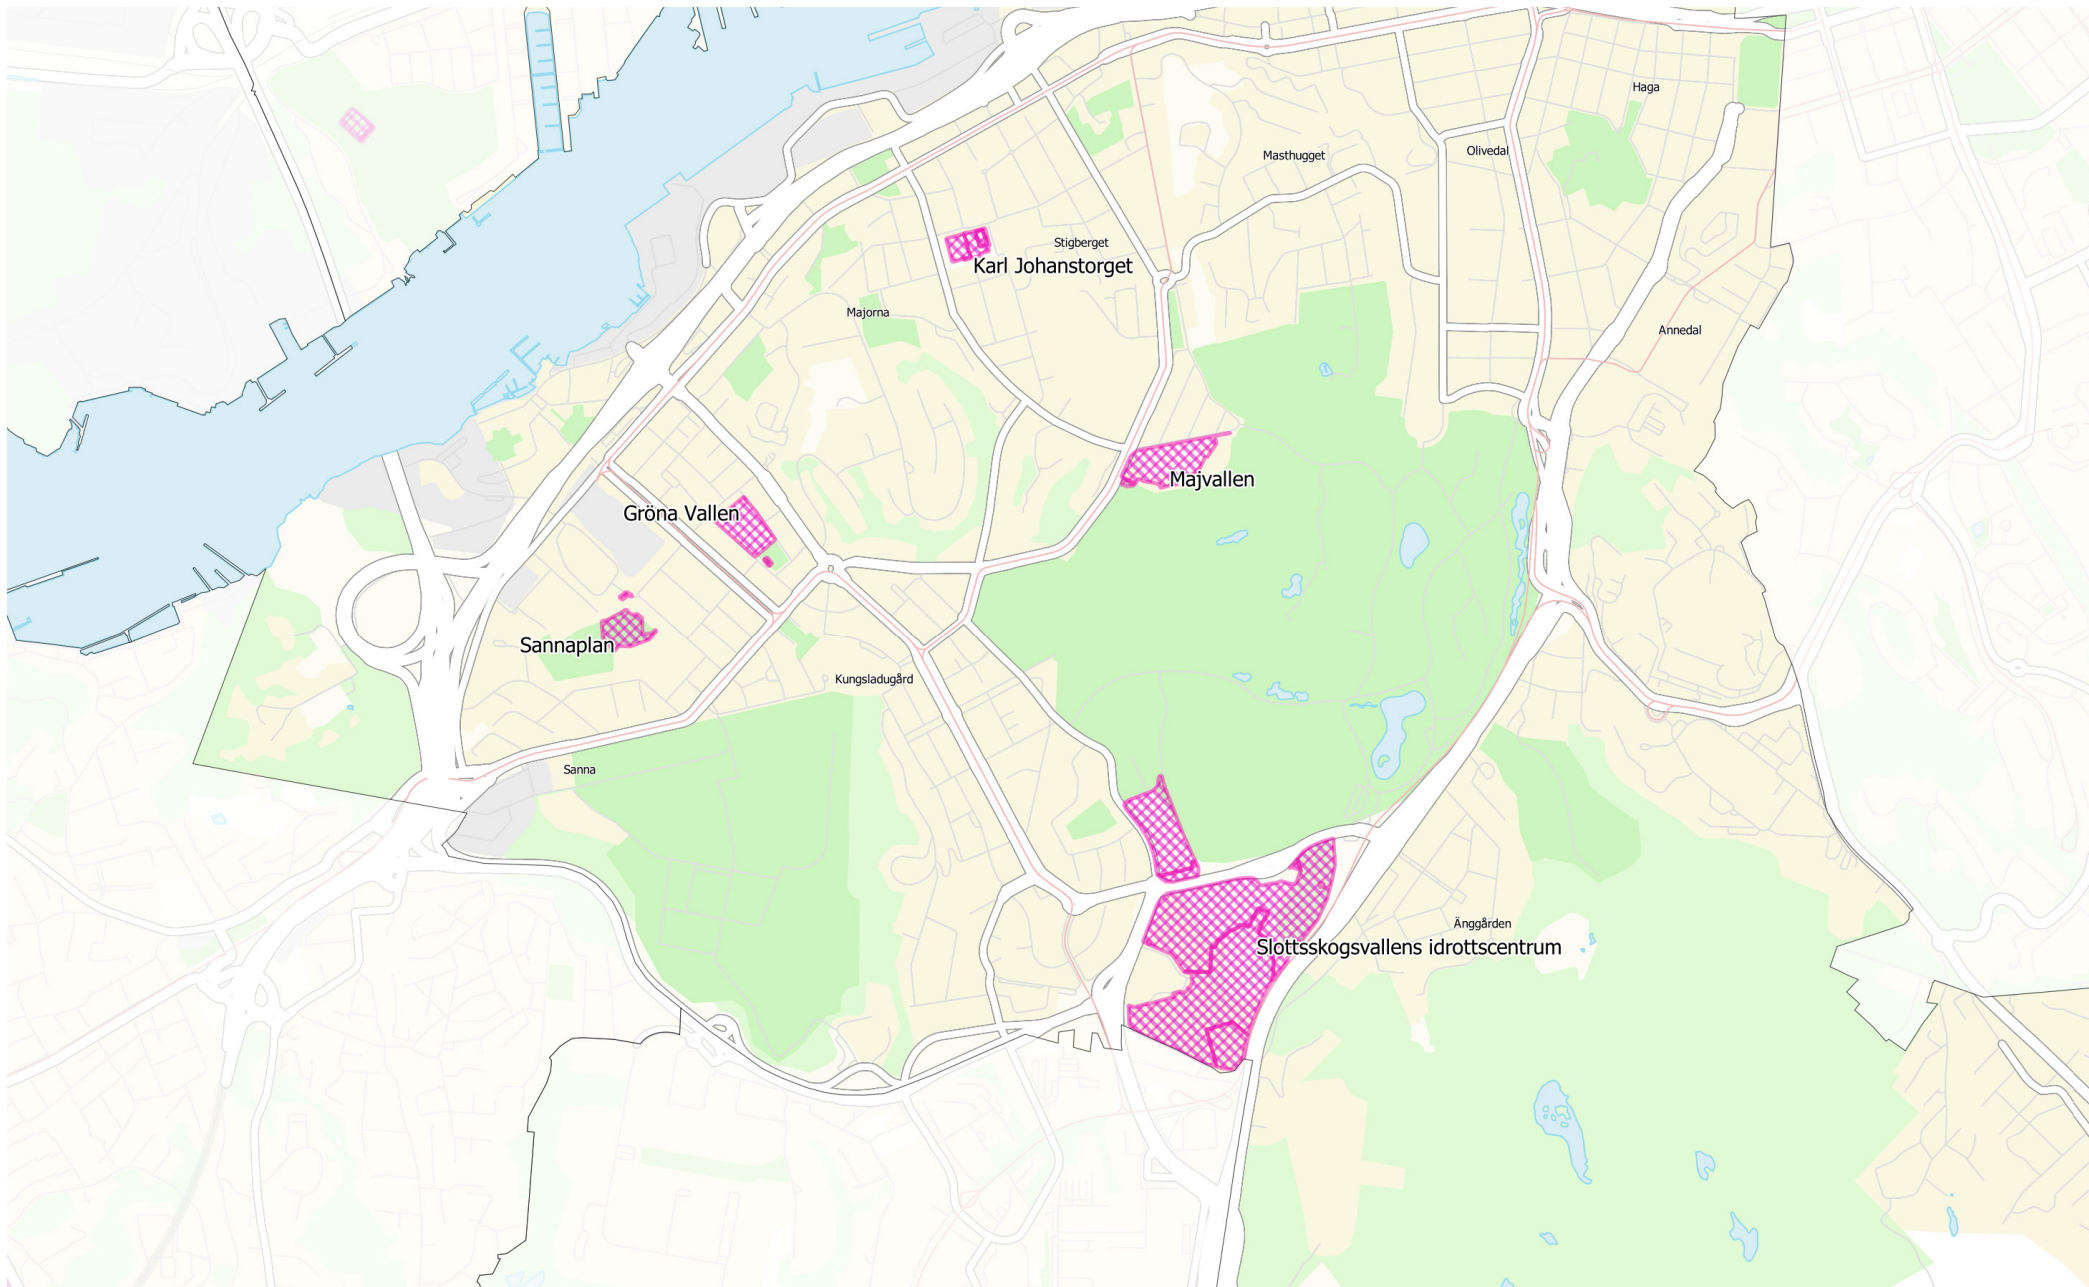 Haga
Olivedal
Masthugget
Stigberget
Karl Johanstorget
Majorna
Annedal
Majvallen
Gröna Vallen
Sannaplan
Kungsladugård
Sanna
Änggården
Slottsskogsvallens idrottscentrum